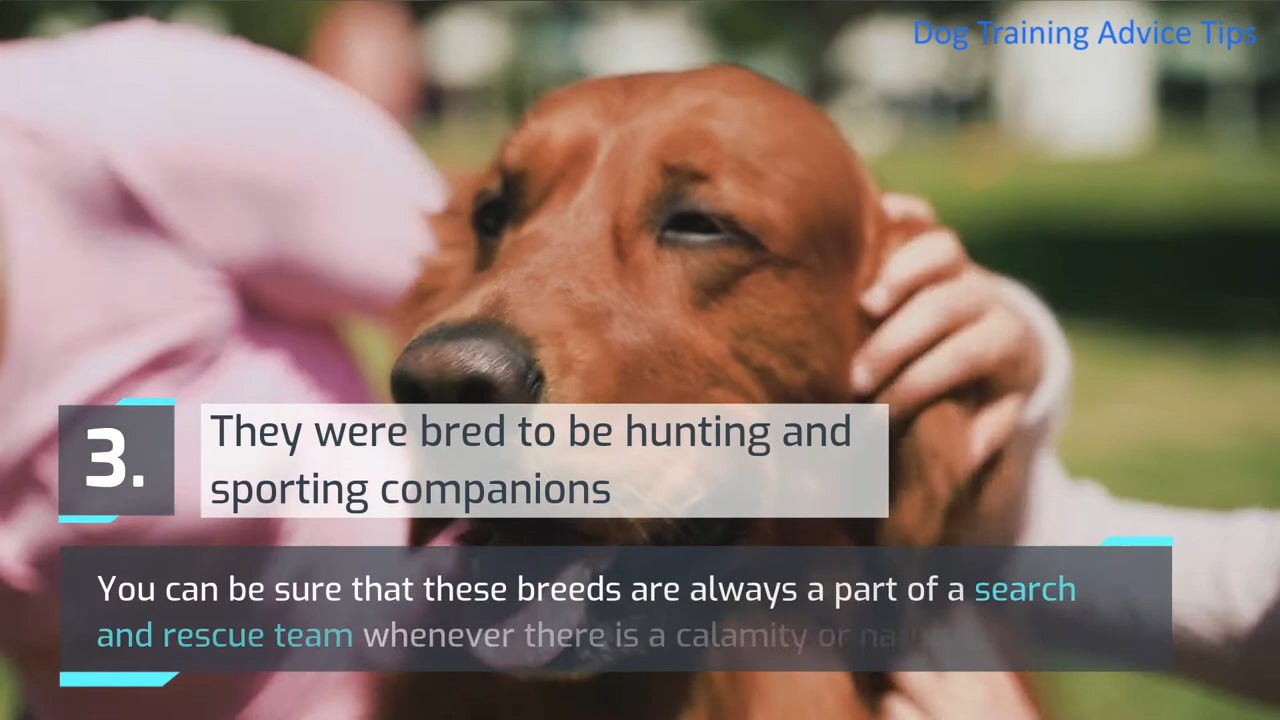 Dog Training Advice Tips
3.
They were bred to be hunting and
sporting companions
You can be sure that these breeds are always a part of a search
and rescue team whenever there is a calamity or